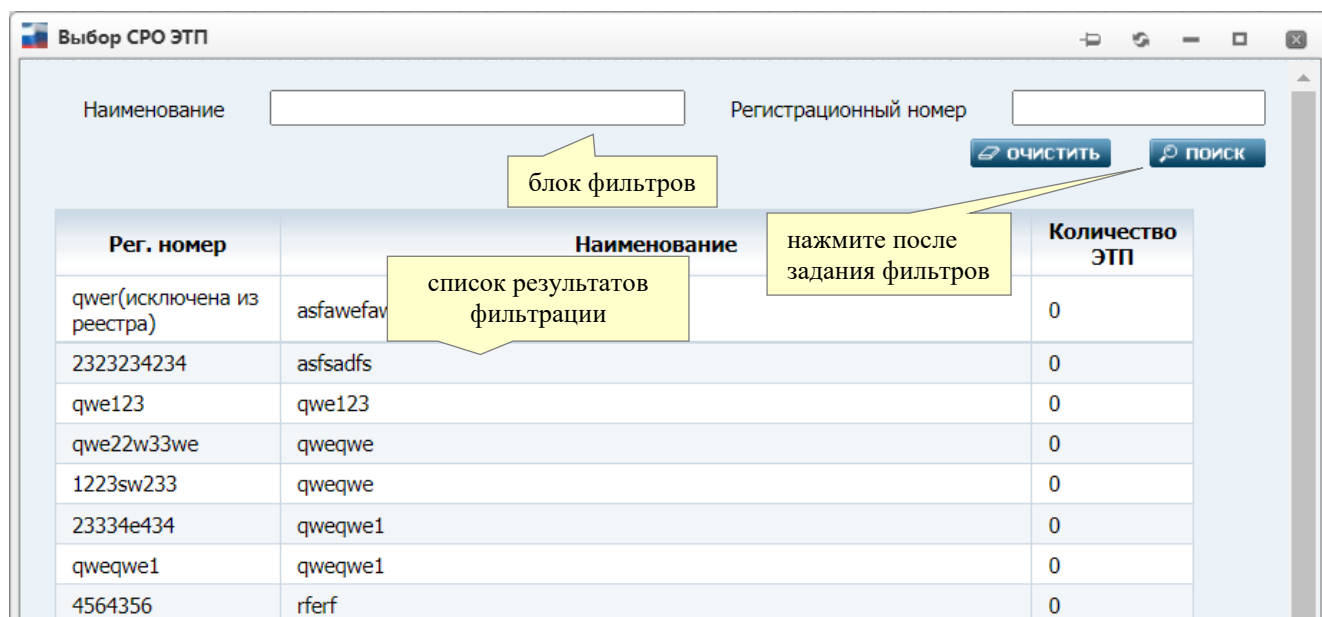 Выбор СРО ЭТП
Наименование
Регистрационный номер
ОЧИСТИТЬ
ПОИСК
блок фильтров
нажмите после
задания фильтров
Рег. номер
Наименование
Количество
ЭТП
список результатов
фильтрации
qwer(исключена из
реестра)
asfawefaw
0
2323234234 asfsadfs 0
qwe123 qwe123 0
qwe22w33we qweqwe 0
1223sw233 qweqwe 0
23334e434 qweqwe1 0
qweqwe1 qweqwe1 0
4564356 rferf 0